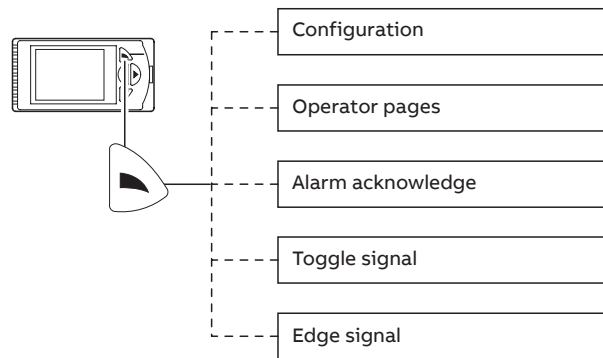 Configuration
Operator pages
Alarm acknowledge
Toggle signal
Edge signal